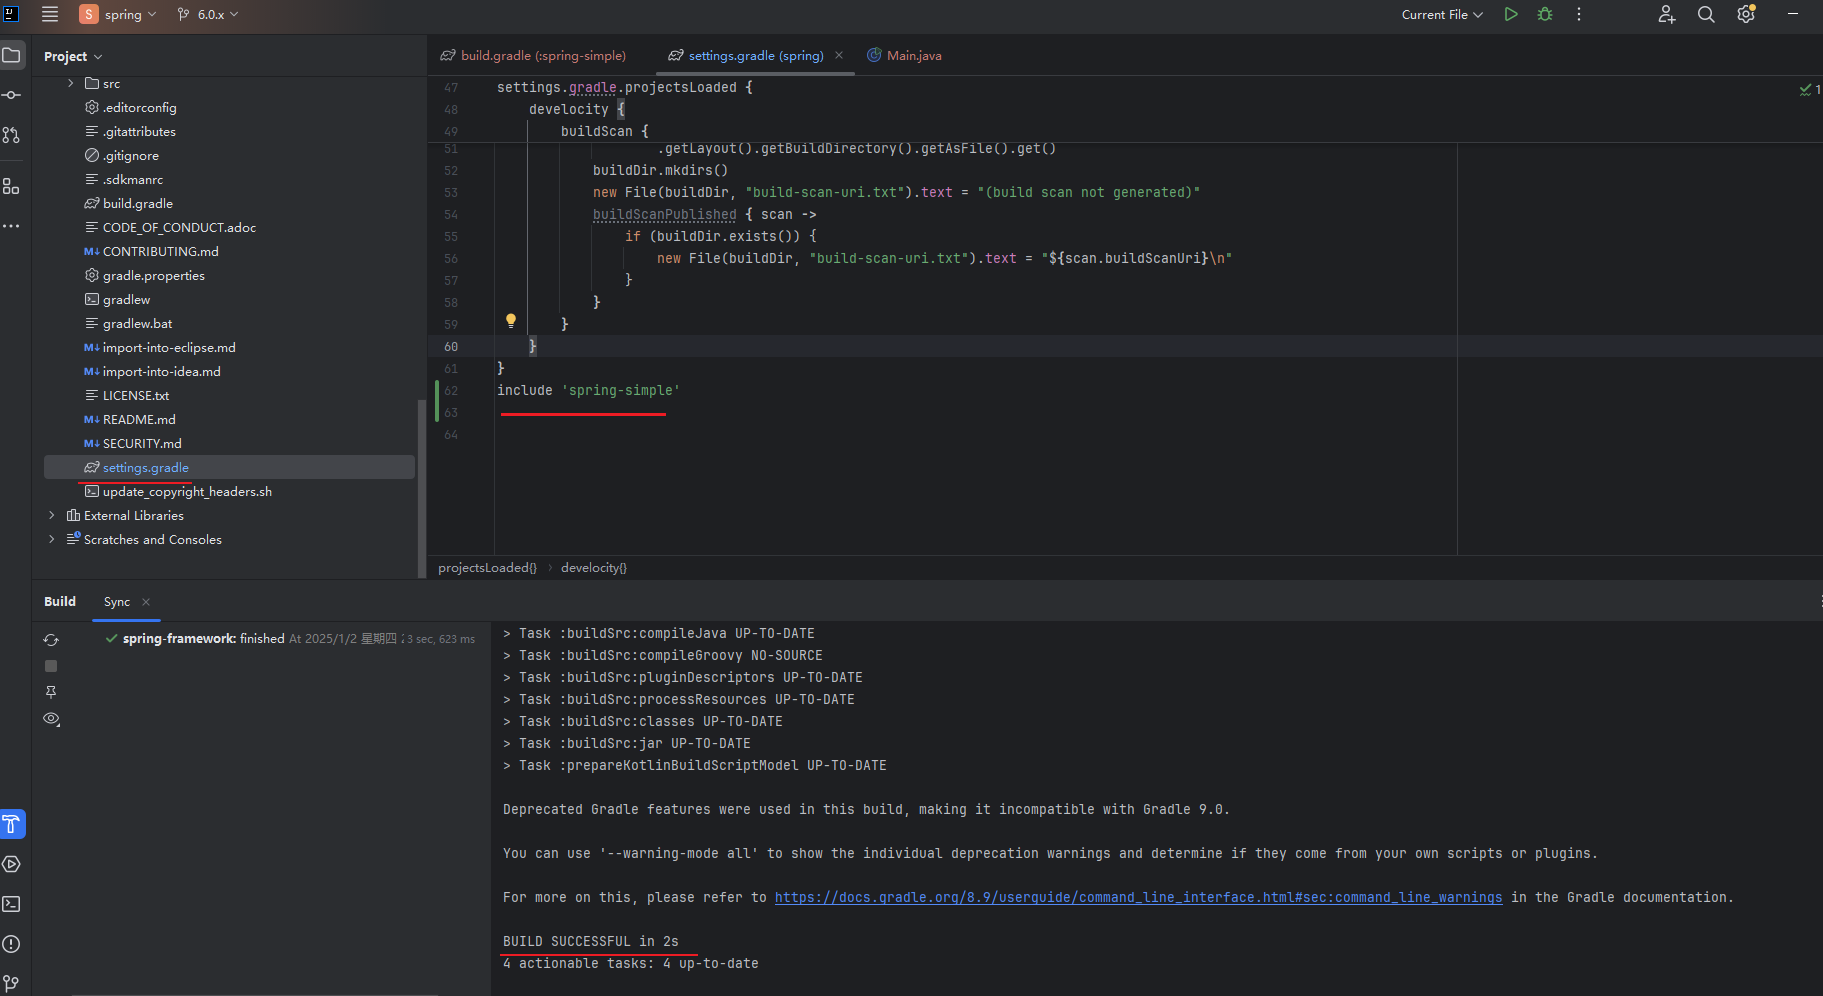 S spring 6.0.x Current File
Project
build.gradle (:spring-simple) settings.gradle (spring) Main.java
src
.editorconfig
.gitattributes
.gitignore
.sdkmanrc
build.gradle
CODE_OF_CONDUCT.adoc
M↓ CONTRIBUTING.md
gradle.properties
gradlew
gradlew.bat
M↓ import-into-eclipse.md
M↓ import-into-idea.md
LICENSE.txt
M↓ README.md
M↓ SECURITY.md
settings.gradle
update_copyright_headers.sh
External Libraries
Scratches and Consoles
47 settings.gradle.projectsLoaded {
48 develocity {
49 buildScan {
51 .getLayout().getBuildDirectory().getAsFile().get()
52 buildDir.mkdirs()
53 new File(buildDir, "build-scan-uri.txt").text = "(build scan not generated)"
54 buildScanPublished { scan ->
55 if (buildDir.exists()) {
56 new File(buildDir, "build-scan-uri.txt").text = "${scan.buildScanUri}\n"
57 }
58 }
59 }
60 }
61 }
62 include 'spring-simple'
63
64
1
projectsLoaded{} › develocity{}
Build Sync
spring-framework: finished At 2025/1/2 星期四 3 sec, 623 ms
> Task :buildSrc:compileJava UP-TO-DATE
> Task :buildSrc:compileGroovy NO-SOURCE
> Task :buildSrc:pluginDescriptors UP-TO-DATE
> Task :buildSrc:processResources UP-TO-DATE
> Task :buildSrc:classes UP-TO-DATE
> Task :buildSrc:jar UP-TO-DATE
> Task :prepareKotlinBuildScriptModel UP-TO-DATE
Deprecated Gradle features were used in this build, making it incompatible with Gradle 9.0.
You can use '--warning-mode all' to show the individual deprecation warnings and determine if they come from your own scripts or plugins.
For more on this, please refer to https://docs.gradle.org/8.9/userguide/command_line_interface.html#sec:command_line_warnings in the Gradle documentation.
BUILD SUCCESSFUL in 2s
4 actionable tasks: 4 up-to-date